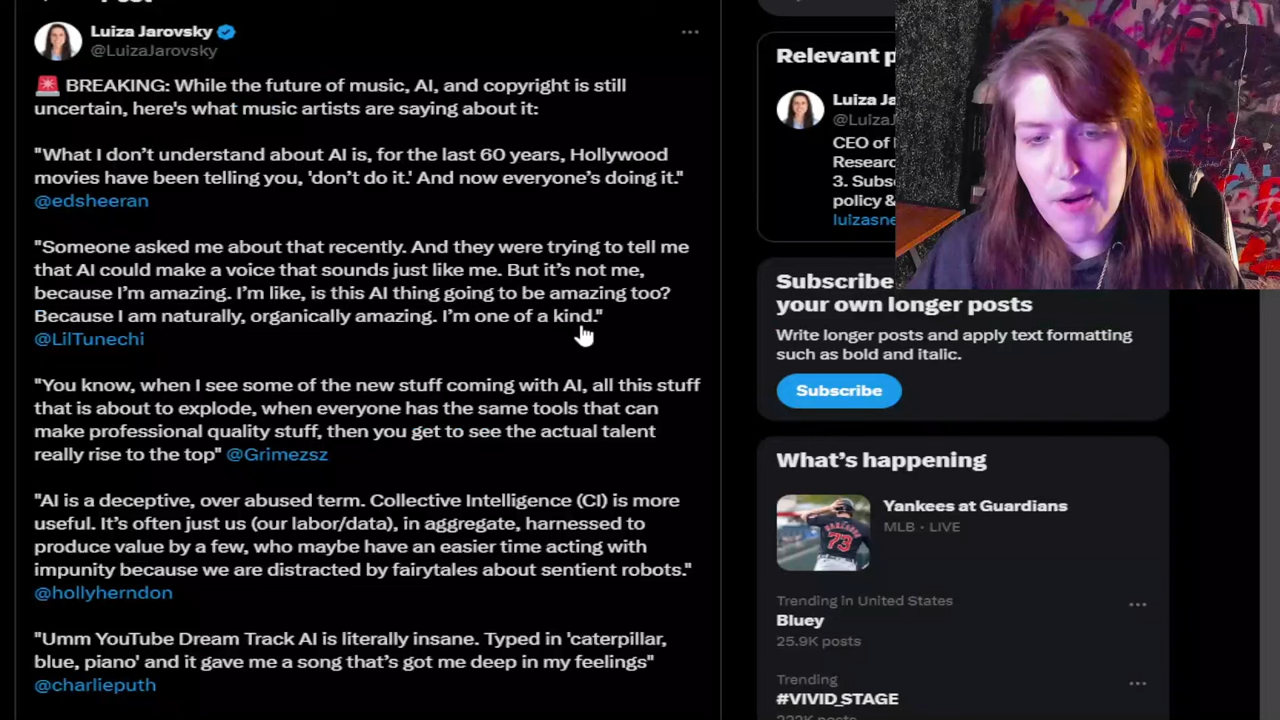 Luiza Jarovsky
@LuizaJarovsky
🚨 BREAKING: While the future of music, AI, and copyright is still
uncertain, here's what music artists are saying about it:
"What I don’t understand about AI is, for the last 60 years, Hollywood
movies have been telling you, 'don’t do it.' And now everyone’s doing it."
@edsheeran
"Someone asked me about that recently. And they were trying to tell me
that AI could make a voice that sounds just like me. But it’s not me,
because I’m amazing. I’m like, is this AI thing going to be amazing too?
Because I am naturally, organically amazing. I’m one of a kind."
@LilTunechi
"You know, when I see some of the new stuff coming with AI, all this stuff
that is about to explode, when everyone has the same tools that can
make professional quality stuff, then you get to see the actual talent
really rise to the top" @Grimezsz
"AI is a deceptive, over abused term. Collective Intelligence (CI) is more
useful. It’s often just us (our labor/data), in aggregate, harnessed to
produce value by a few, who maybe have an easier time acting with
impunity because we are distracted by fairytales about sentient robots."
@hollyherndon
"Umm YouTube Dream Track AI is literally insane. Typed in 'caterpillar,
blue, piano' and it gave me a song that’s got me deep in my feelings"
@charlieputh
Relevant p
Luiza Ja
@LuizaJ
CEO of
Researc
3. Subs
policy &
luizasne
Subscribe
your own longer posts
Write longer posts and apply text formatting
such as bold and italic.
Subscribe
What’s happening
Yankees at Guardians
MLB · LIVE
73
Trending in United States
Bluey
25.9K posts
Trending
#VIVID_STAGE